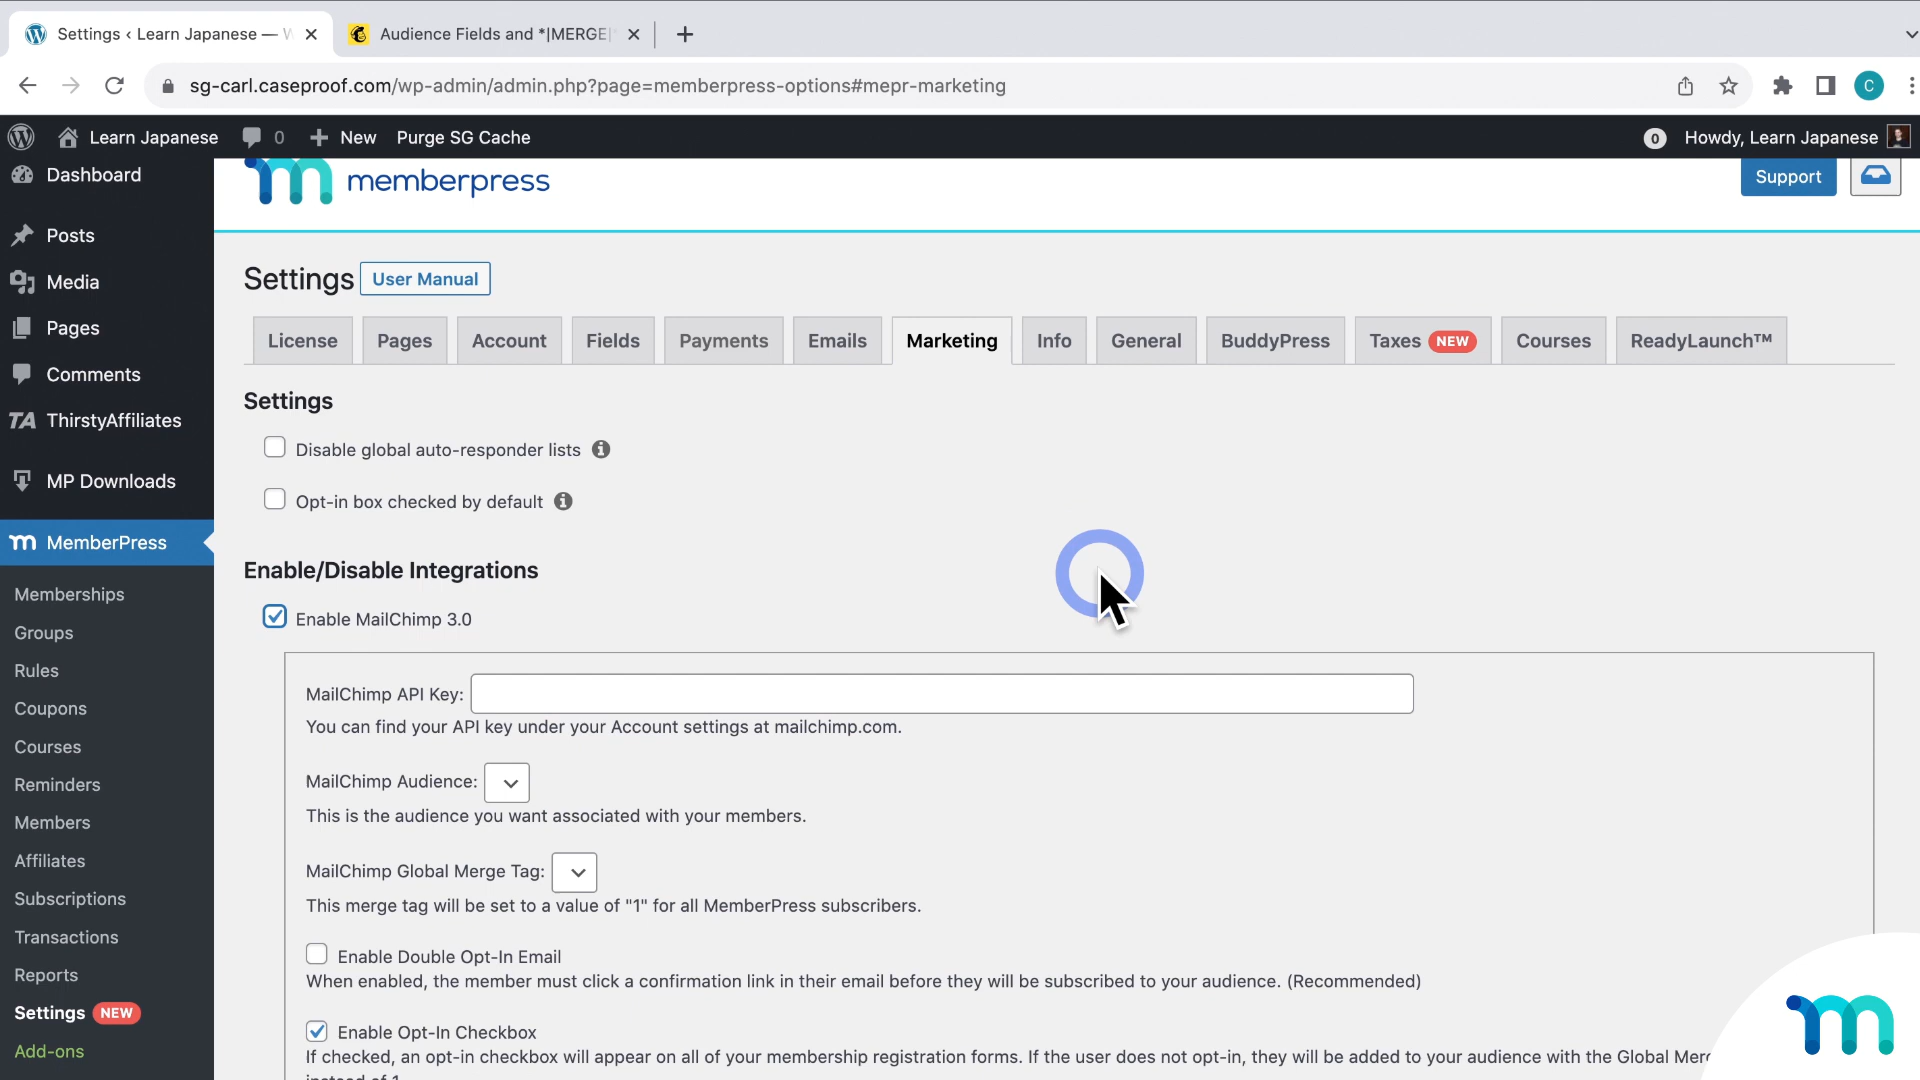 Settings ‹ Learn Japanese —
Audience Fields and *|MERGE|
sg-carl.caseproof.com/wp-admin/admin.php?page=memberpress-options#mepr-marketing
C
Learn Japanese
0
New
Purge SG Cache
0
Howdy, Learn Japanese
Dashboard
Posts
Media
Pages
Comments
TA ThirstyAffiliates
MP Downloads
MemberPress
Memberships
Groups
Rules
Coupons
Courses
Reminders
Members
Affiliates
Subscriptions
Transactions
Reports
Settings NEW
Add-ons
memberpress
Support
Settings User Manual
License
Pages
Account
Fields
Payments
Emails
Marketing
Info
General
BuddyPress
Taxes NEW
Courses
ReadyLaunch™
Settings
Disable global auto-responder lists
Opt-in box checked by default
Enable/Disable Integrations
Enable MailChimp 3.0
MailChimp API Key:
You can find your API key under your Account settings at mailchimp.com.
MailChimp Audience:
This is the audience you want associated with your members.
MailChimp Global Merge Tag:
This merge tag will be set to a value of "1" for all MemberPress subscribers.
Enable Double Opt-In Email
When enabled, the member must click a confirmation link in their email before they will be subscribed to your audience. (Recommended)
Enable Opt-In Checkbox
If checked, an opt-in checkbox will appear on all of your membership registration forms. If the user does not opt-in, they will be added to your audience with the Global